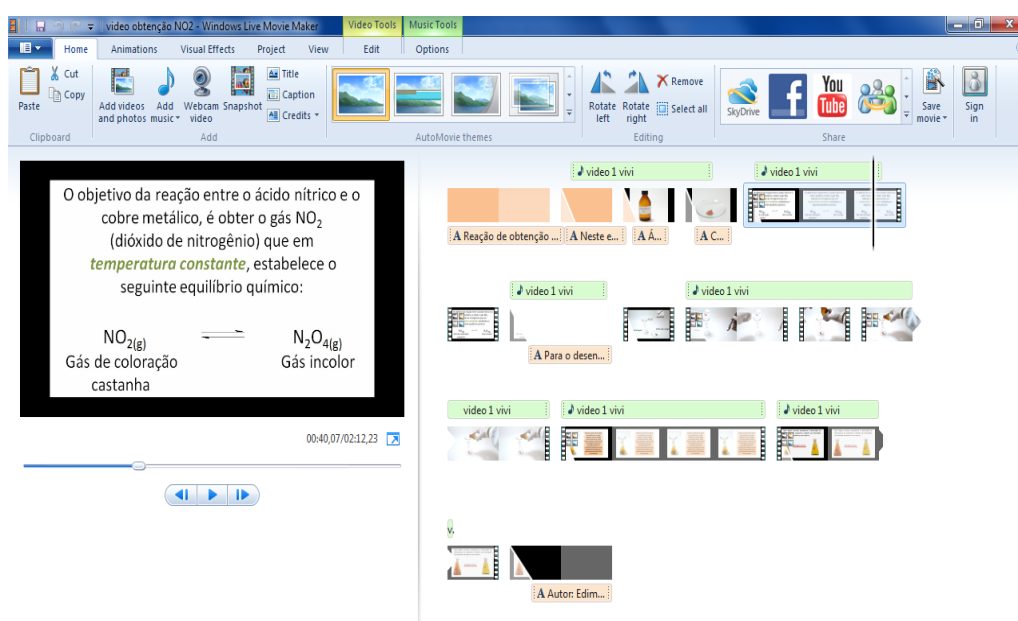 video obtenção NO2 - Windows Live Movie Maker
Video Tools
Music Tools
Home
Animations
Visual Effects
Project
View
Edit
Options
Paste
Cut
Copy
Clipboard
Add videos and photos
Add music
Webcam video
Snapshot
Title
Caption
Credits
Add
AutoMovie themes
Rotate left
Rotate right
Remove
Select all
Editing
SkyDrive
f
You Tube
Share
Save movie
Sign in
O objetivo da reação entre o ácido nítrico e o
cobre metálico, é obter o gás NO2
(dióxido de nitrogênio) que em
temperatura constante, estabelece o
seguinte equilíbrio químico:
NO2(g) N2O4(g)
Gás de coloração Gás incolor
castanha
00:40,07/02:12,23
video 1 vivi
video 1 vivi
A Reação de obtenção ...
A Neste e...
A Á...
A C...
video 1 vivi
video 1 vivi
A Para o desen...
video 1 vivi
video 1 vivi
video 1 vivi
v.
A Autor: Edim...